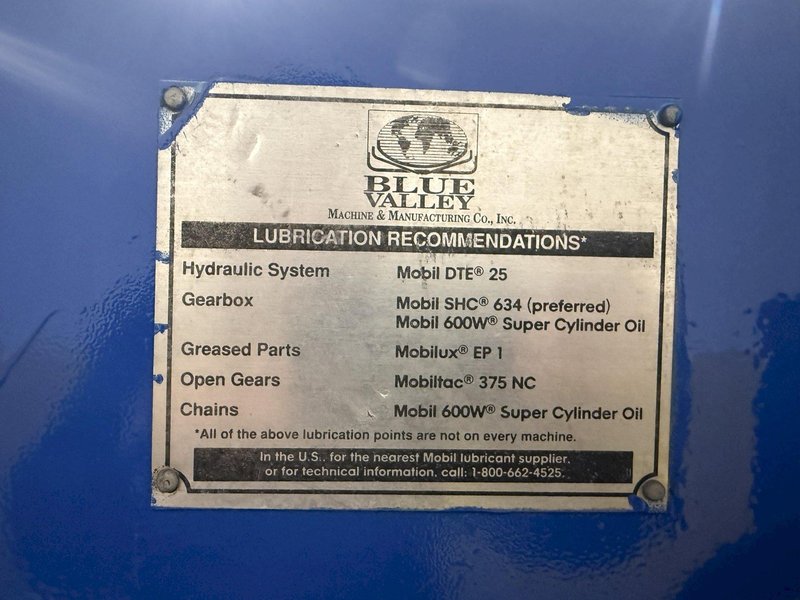 BLUE
VALLEY
MACHINE & MANUFACTURING CO., INC.
LUBRICATION RECOMMENDATIONS*
Hydraulic System Mobil DTE® 25
Gearbox Mobil SHC® 634 (preferred)
Mobil 600W® Super Cylinder Oil
Greased Parts Mobilux® EP 1
Open Gears Mobiltac® 375 NC
Chains Mobil 600W® Super Cylinder Oil
*All of the above lubrication points are not on every machine.
In the U.S., for the nearest Mobil lubricant supplier,
or for technical information, call: 1-800-662-4525.